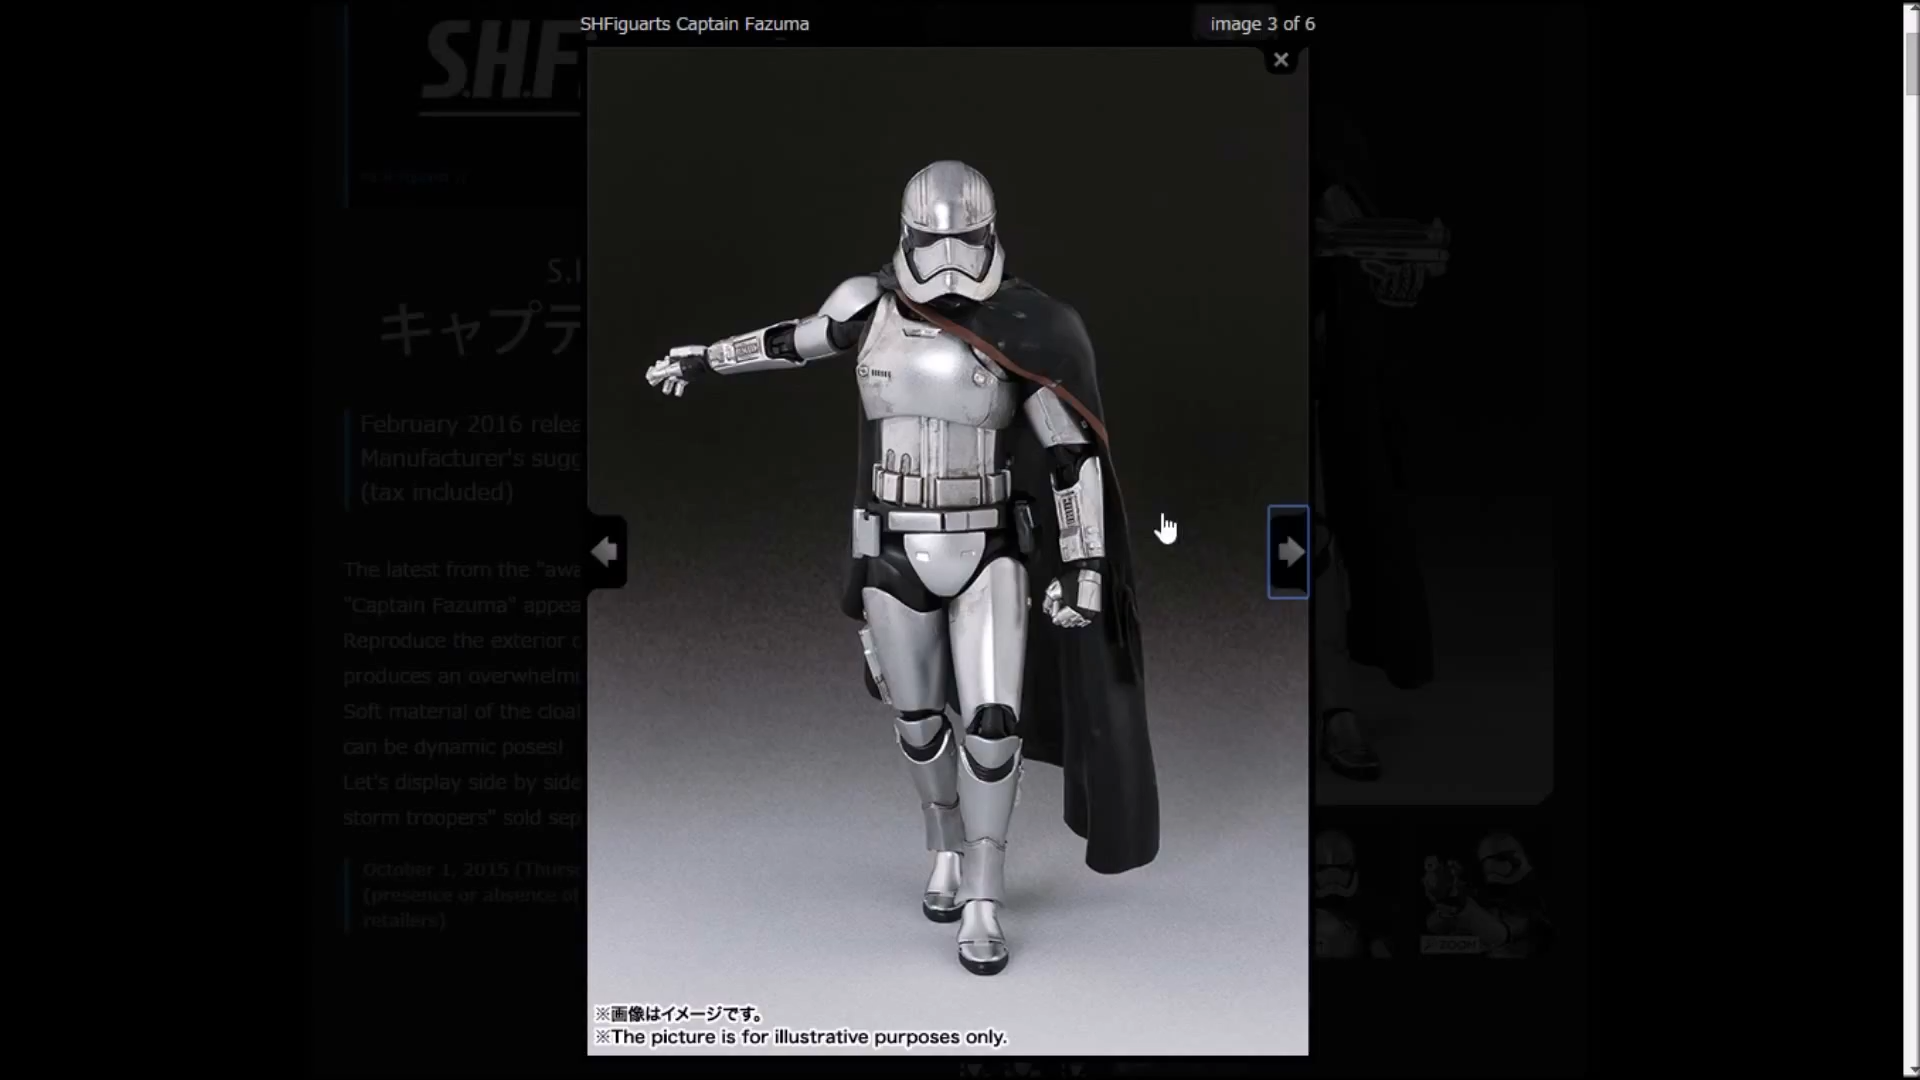 SHFiguarts Captain Fazuma
image 3 of 6
S.H.F
キャプテ
February 2016 relea
Manufacturer's sugg
(tax included)
The latest from the "awa
"Captain Fazuma" appea
Reproduce the exterior
produces an overwhelmi
Soft material of the cloa
can be dynamic poses!
Let's display side by side
storm troopers" sold sep
October 1, 2015 (Thurs
(presence or absence of
retailers)
ZOOM
※画像はイメージです。
※The picture is for illustrative purposes only.